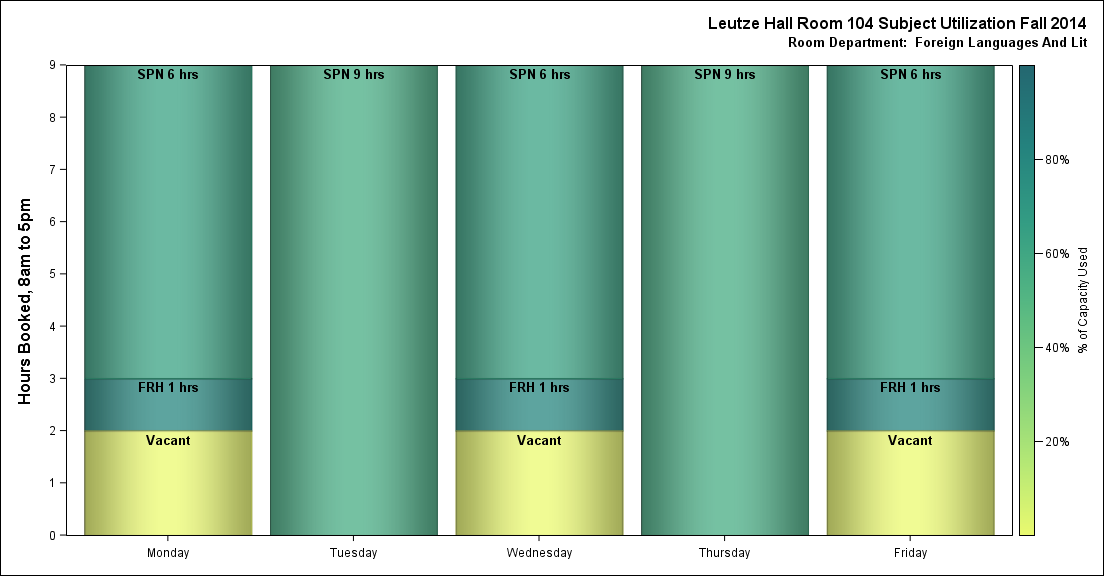 Leutze Hall Room 104 Subject Utilization Fall 2014
Room Department: Foreign Languages And Lit
Hours Booked, 8am to 5pm
9
8
7
6
5
4
3
2
1
0
SPN 6 hrs
FRH 1 hrs
Vacant
SPN 9 hrs
SPN 6 hrs
FRH 1 hrs
Vacant
SPN 9 hrs
SPN 6 hrs
FRH 1 hrs
Vacant
Monday
Tuesday
Wednesday
Thursday
Friday
80%
60%
40%
20%
% of Capacity Used